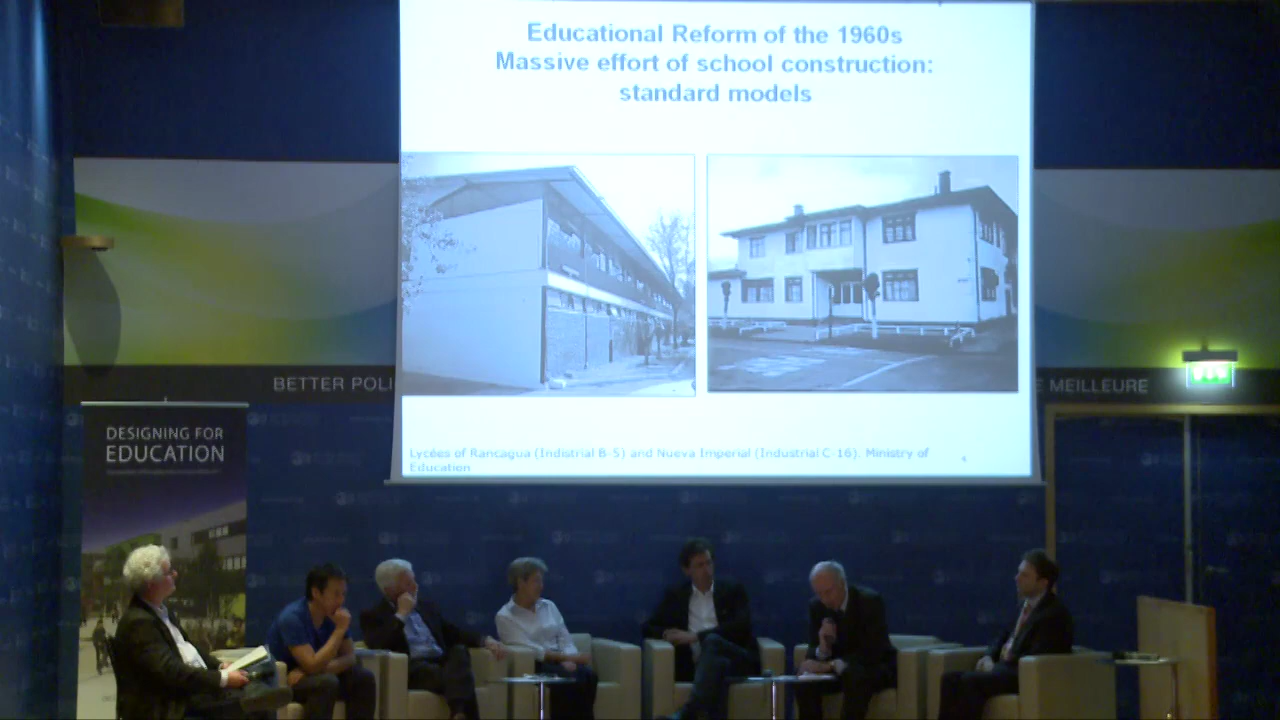 Educational Reform of the 1960s
Massive effort of school construction:
standard models
BETTER POLI
E MEILLEURE
DESIGNING FOR
EDUCATION
Lycées of Rancagua (Indistrial B-5) and Nueva Imperial (Industrial C-16). Ministry of
Education